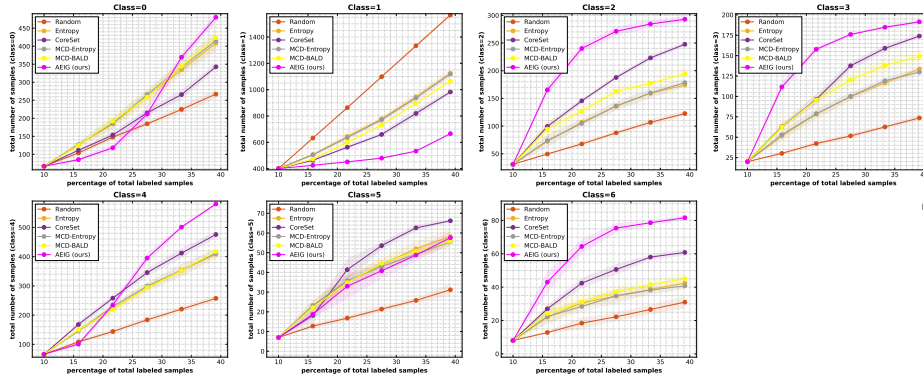 Class=0
total number of samples (class=0)
450
400
350
300
250
200
150
100
Random
Entropy
CoreSet
MCD-Entropy
MCD-BALD
AEIG (ours)
10 15 20 25 30 35 40
percentage of total labeled samples
Class=1
total number of samples (class=1)
1400
1200
1000
800
600
400
Random
Entropy
CoreSet
MCD-Entropy
MCD-BALD
AEIG (ours)
10 15 20 25 30 35 40
percentage of total labeled samples
Class=2
total number of samples (class=2)
300
250
200
150
100
50
Random
Entropy
CoreSet
MCD-Entropy
MCD-BALD
AEIG (ours)
10 15 20 25 30 35 40
percentage of total labeled samples
Class=3
total number of samples (class=3)
200
175
150
125
100
75
50
25
Random
Entropy
CoreSet
MCD-Entropy
MCD-BALD
AEIG (ours)
10 15 20 25 30 35 40
percentage of total labeled samples
Class=4
total number of samples (class=4)
500
400
300
200
100
Random
Entropy
CoreSet
MCD-Entropy
MCD-BALD
AEIG (ours)
10 15 20 25 30 35 40
percentage of total labeled samples
Class=5
total number of samples (class=5)
70
60
50
40
30
20
10
0
Random
Entropy
CoreSet
MCD-Entropy
MCD-BALD
AEIG (ours)
10 15 20 25 30 35 40
percentage of total labeled samples
Class=6
total number of samples (class=6)
80
60
40
20
0
Random
Entropy
CoreSet
MCD-Entropy
MCD-BALD
AEIG (ours)
10 15 20 25 30 35 40
percentage of total labeled samples